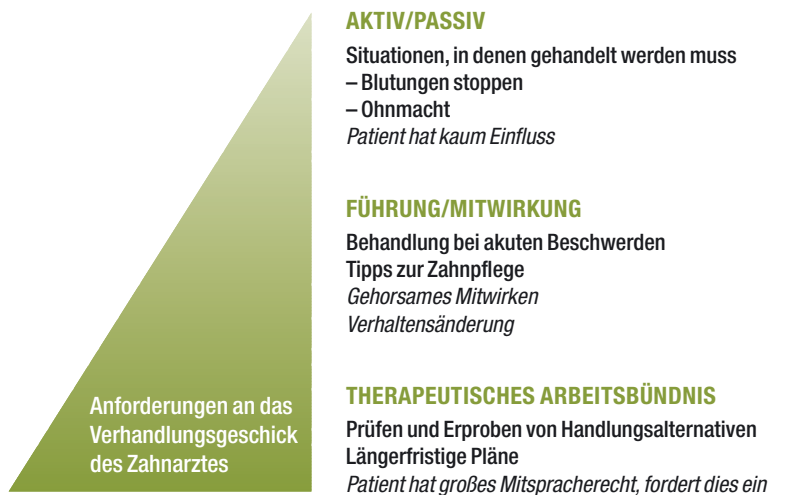 AKTIV/PASSIV
Situationen, in denen gehandelt werden muss
– Blutungen stoppen
– Ohnmacht
Patient hat kaum Einfluss
FÜHRUNG/MITWIRKUNG
Behandlung bei akuten Beschwerden
Tipps zur Zahnpflege
Gehorsames Mitwirken
Verhaltensänderung
Anforderungen an das
Verhandlungsgeschick
des Zahnarztes
THERAPEUTISCHES ARBEITSBÜNDNIS
Prüfen und Erproben von Handlungsalternativen
Längerfristige Pläne
Patient hat großes Mitspracherecht, fordert dies ein